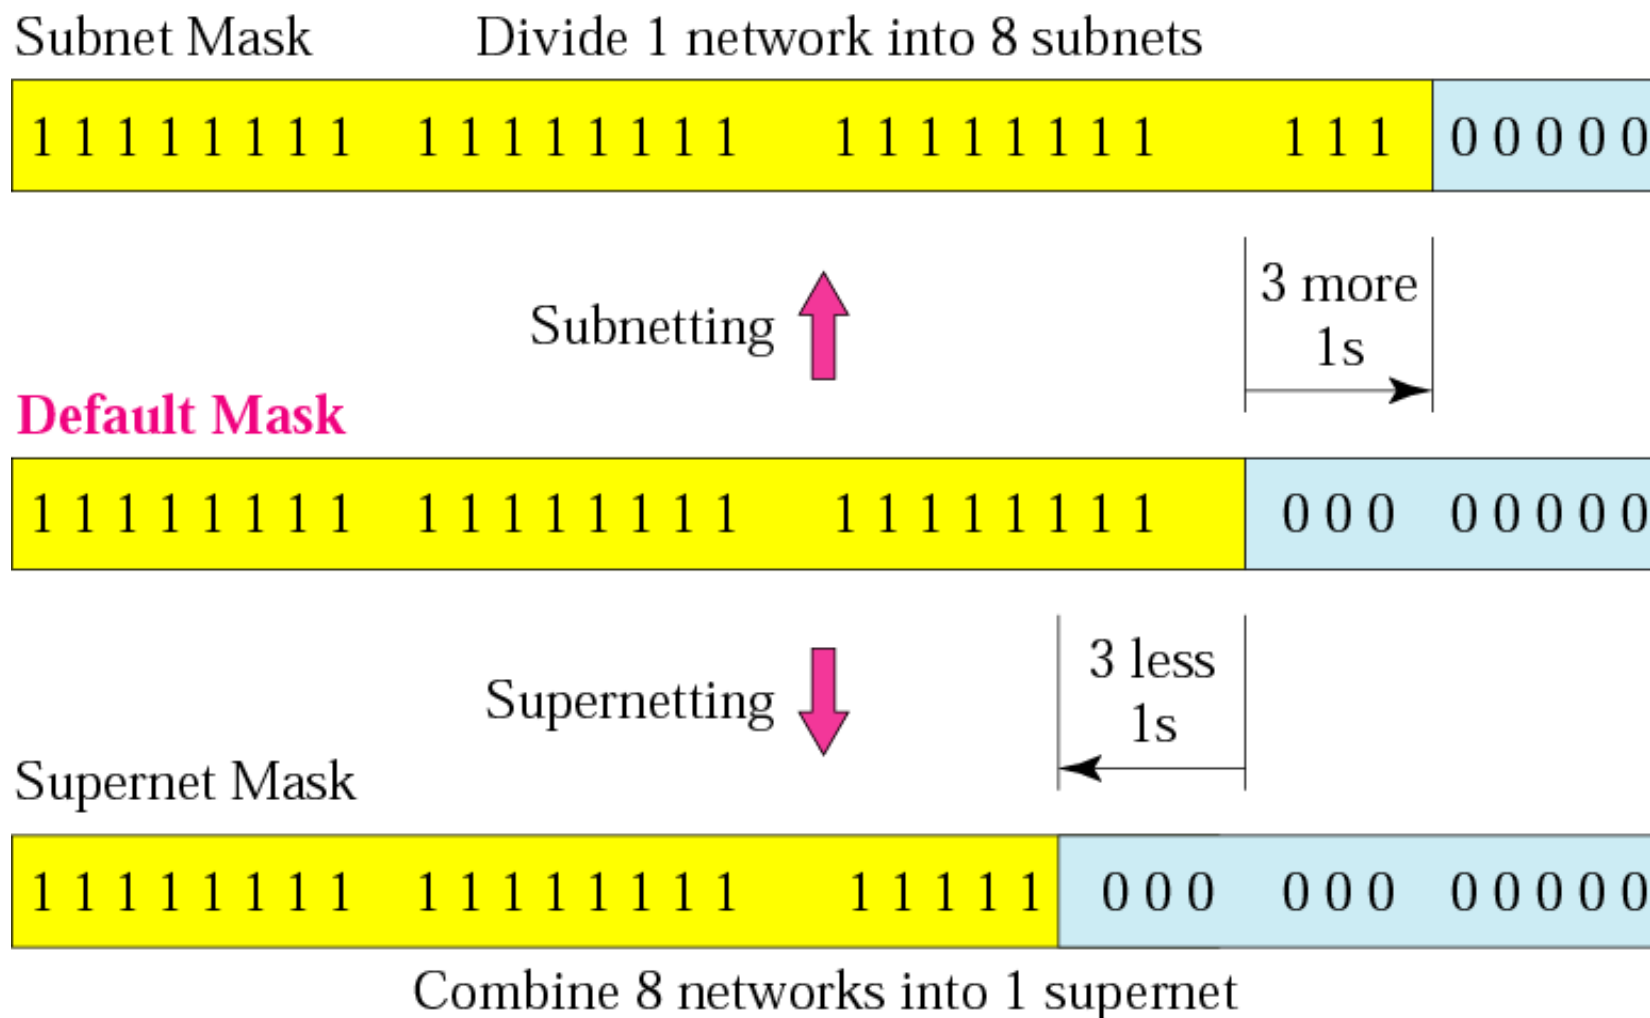 Subnet Mask Divide 1 network into 8 subnets
1 1 1 1 1 1 1 1 1 1 1 1 1 1 1 1 1 1 1 1 1 1 1 1 1 1 1 0 0 0 0 0
3 more
1s
Subnetting
Default Mask
1 1 1 1 1 1 1 1 1 1 1 1 1 1 1 1 1 1 1 1 1 1 1 1 0 0 0 0 0 0 0 0
3 less
1s
Supernetting
Supernet Mask
1 1 1 1 1 1 1 1 1 1 1 1 1 1 1 1 1 1 1 1 1 0 0 0 0 0 0 0 0 0 0 0
Combine 8 networks into 1 supernet